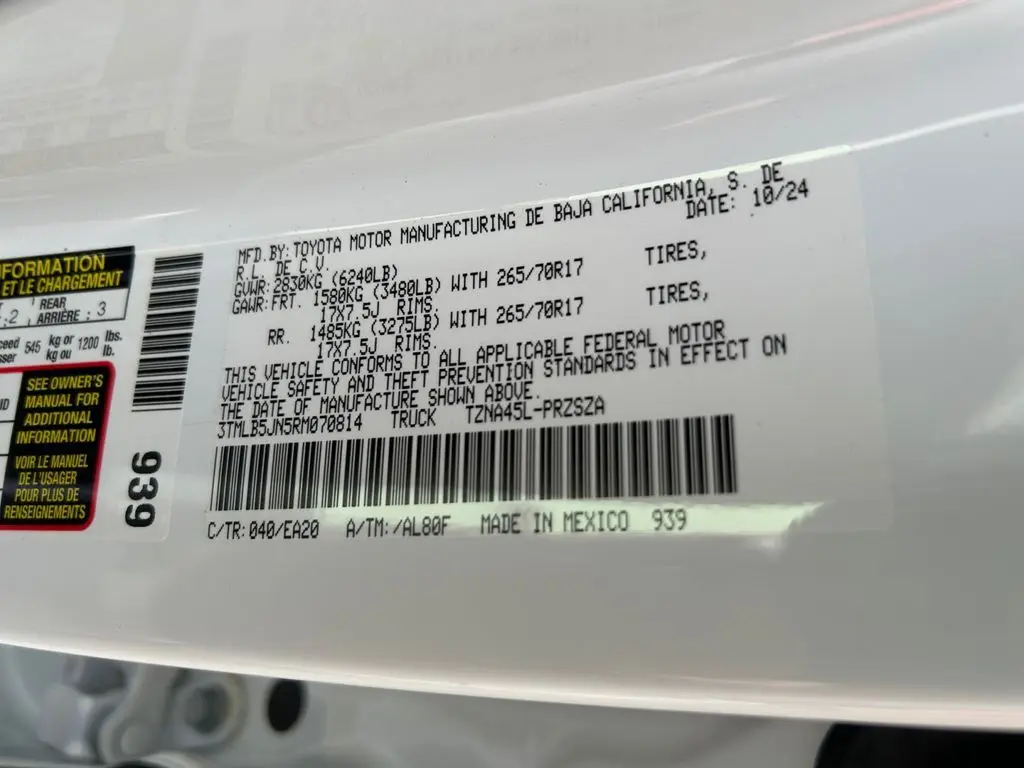 MFD.BY:TOYOTA MOTOR MANUFACTURING DE BAJA CALIFORNIA, S. DE
R.L. DE C.V. DATE: 10/24
GVWR:2830KG (6240LB)
GAWR:FRT. 1580KG (3480LB) WITH 265/70R17 TIRES,
17X7.5J RIMS.
RR. 1485KG (3275LB) WITH 265/70R17 TIRES,
17X7.5J RIMS.
THIS VEHICLE CONFORMS TO ALL APPLICABLE FEDERAL MOTOR
VEHICLE SAFETY AND THEFT PREVENTION STANDARDS IN EFFECT ON
THE DATE OF MANUFACTURE SHOWN ABOVE.
3TMLB5JN5RM070814 TRUCK TZNA45L-PRZSZA
C/TR:040/EA20 A/TM:/AL80F MADE IN MEXICO 939
ET LE CHARGEMENT
REAR
ARRIÈRE : 3
545 kg or 1200 lbs.
kg ou lb.
SEE OWNER'S
MANUAL FOR
ADDITIONAL
INFORMATION
VOIR LE MANUEL
DE L'USAGER
POUR PLUS DE
RENSEIGNEMENTS
939